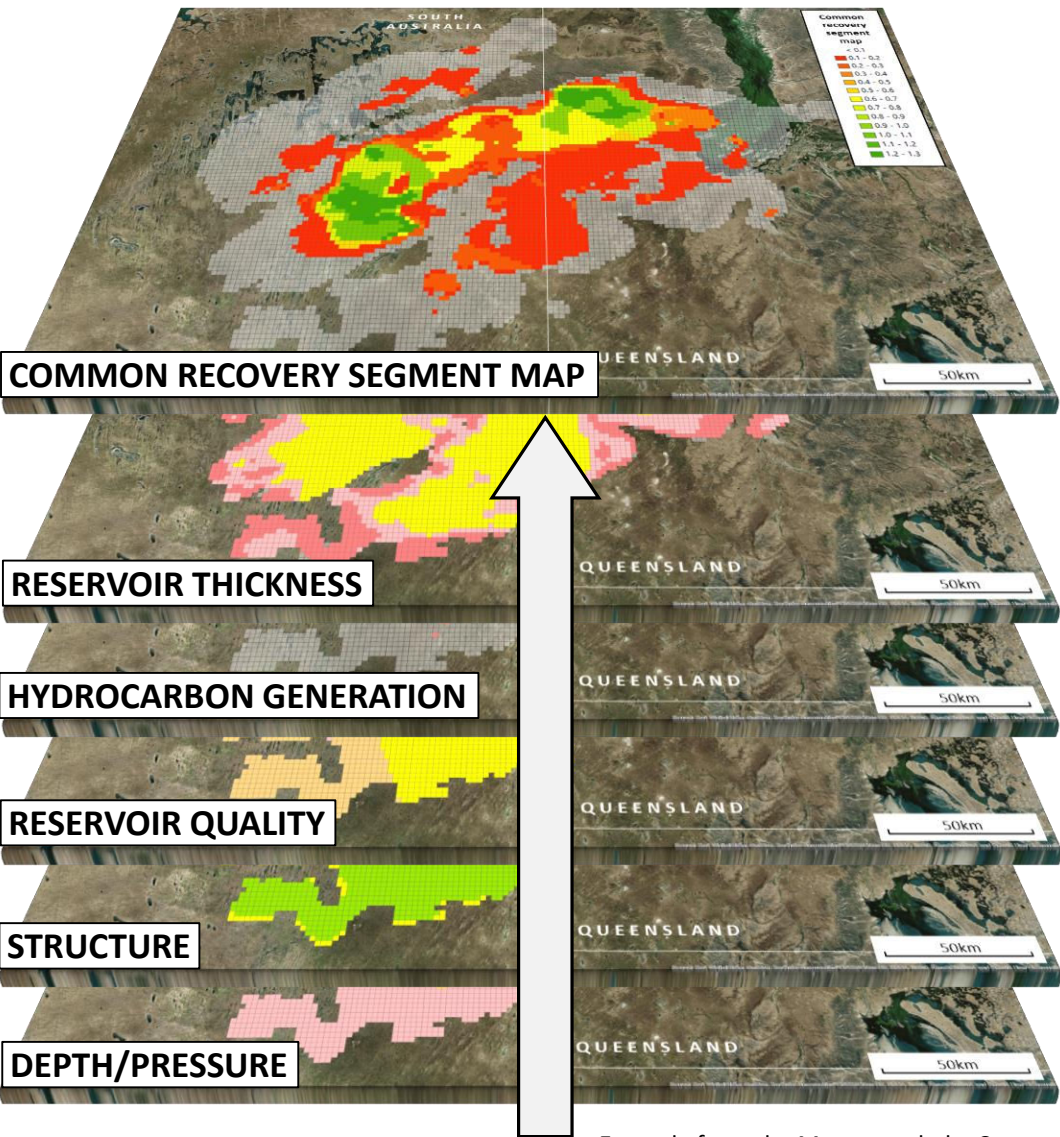 SOUTH
AUSTRALIA
Common
recovery
segment
map
< 0.1
0.1 - 0.2
0.2 - 0.3
0.3 - 0.4
0.4 - 0.5
0.5 - 0.6
0.6 - 0.7
0.7 - 0.8
0.8 - 0.9
0.9 - 1.0
1.0 - 1.1
1.1 - 1.2
1.2 - 1.3
UEENSLAND
50km
COMMON RECOVERY SEGMENT MAP
QUEENSLAND
50km
RESERVOIR THICKNESS
QUEENSLAND
50km
HYDROCARBON GENERATION
QUEENSLAND
50km
RESERVOIR QUALITY
QUEENSLAND
50km
STRUCTURE
QUEENSLAND
50km
DEPTH/PRESSURE